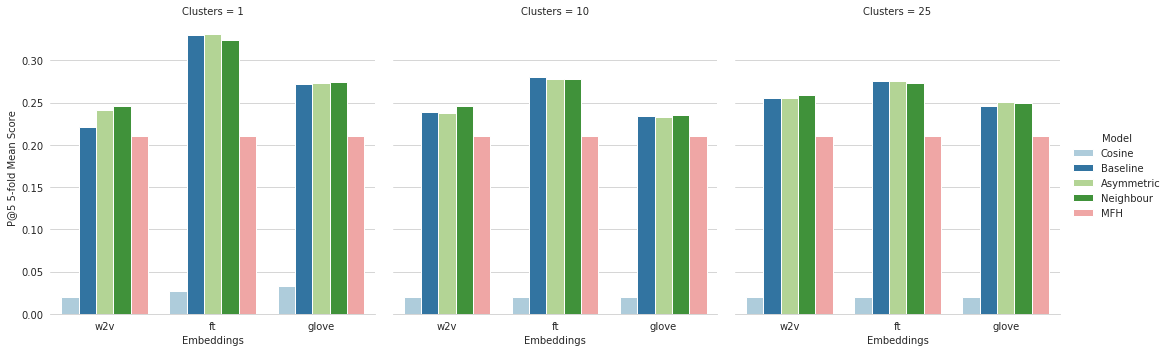 Clusters = 1
Clusters = 10
Clusters = 25
P@5 5-fold Mean Score
0.30
0.25
0.20
0.15
0.10
0.05
0.00
w2v ft glove
w2v ft glove
w2v ft glove
Embeddings
Embeddings
Embeddings
Model
Cosine
Baseline
Asymmetric
Neighbour
MFH